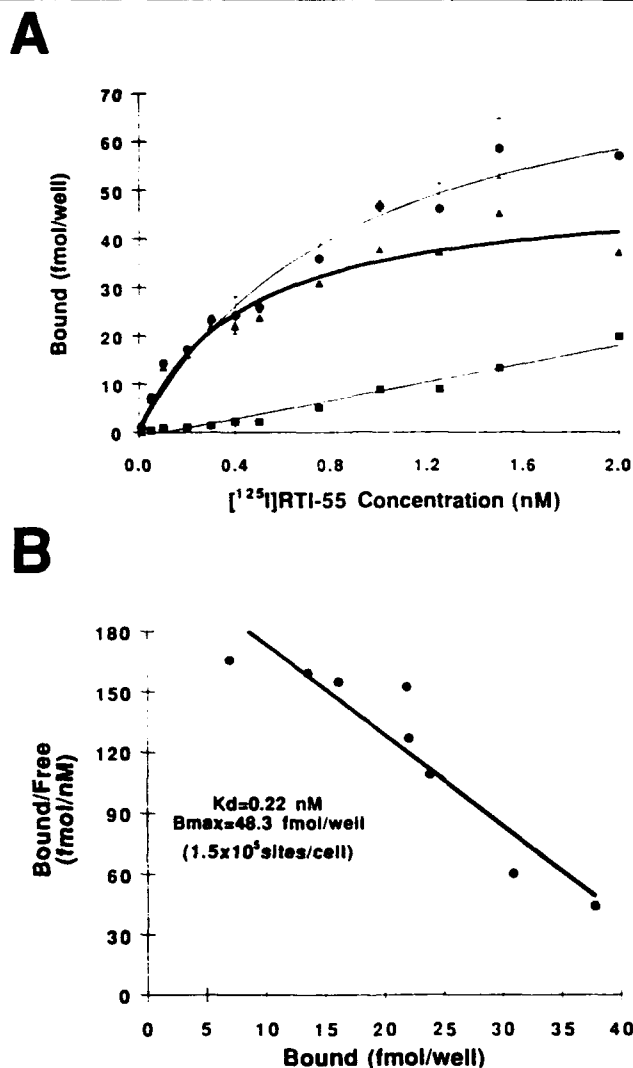 A
Bound (fmol/well)
70
60
50
40
30
20
10
0
0.0 0.4 0.8 1.2 1.6 2.0
[¹²⁵I]RTI-55 Concentration (nM)
B
Bound/Free
(fmol/nM)
180
150
120
90
60
30
0
Kd=0.22 nM
Bmax=48.3 fmol/well
(1.5x10⁵sites/cell)
0 5 10 15 20 25 30 35 40
Bound (fmol/well)